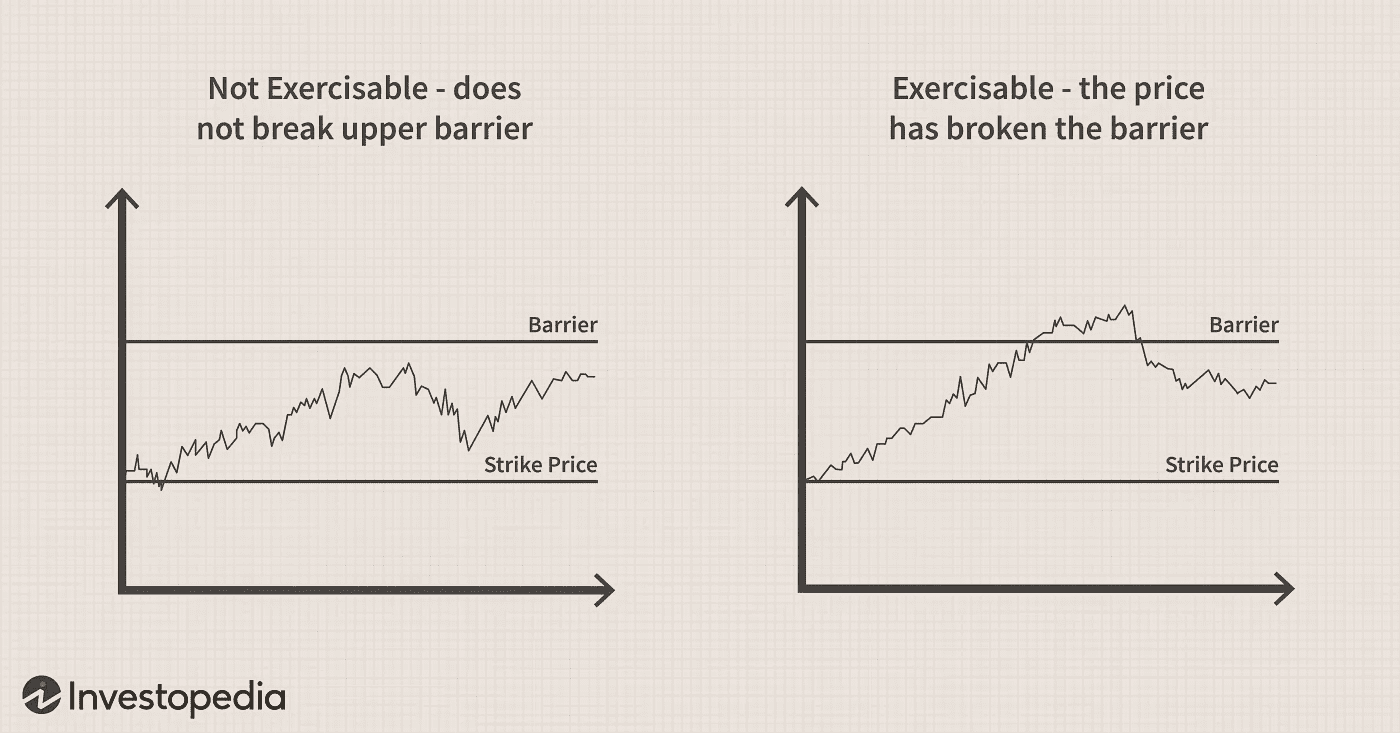 Not Exercisable - does
not break upper barrier
Barrier
Strike Price
Exercisable - the price
has broken the barrier
Barrier
Strike Price
Investopedia